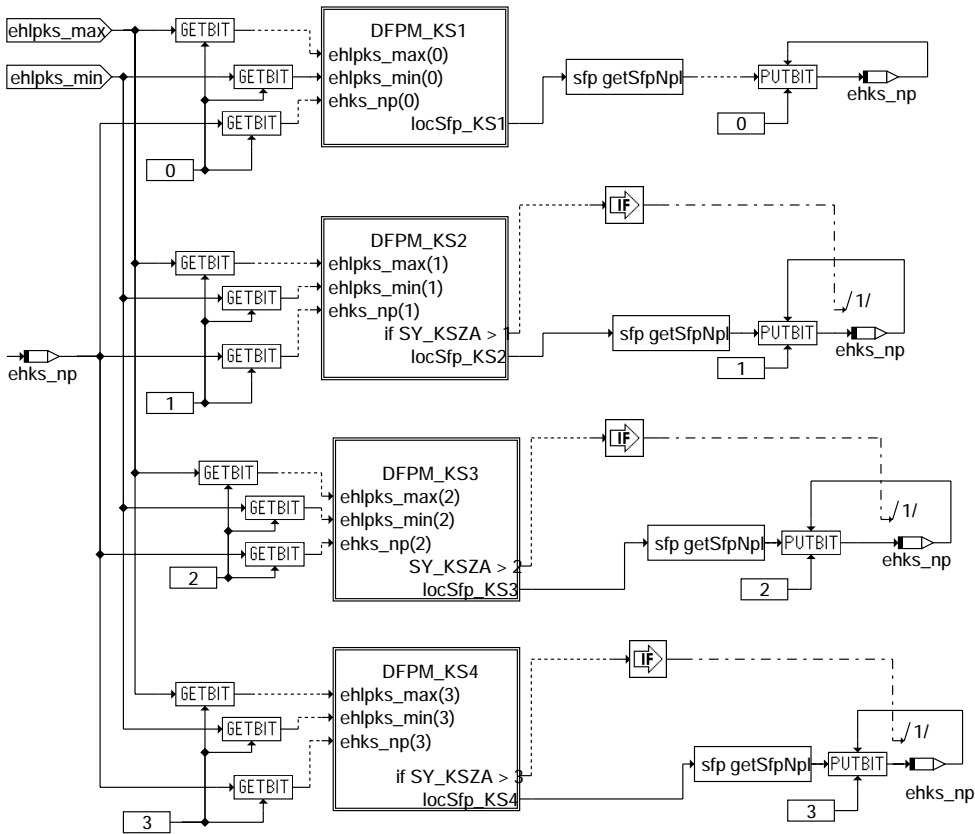 ehlpks_max
GETBIT
DFPM_KS1
ehlpks_max(0)
ehlpks_min
GETBIT
ehlpks_min(0)
sfp getSfpNpl
PUTBIT
ehks_np
GETBIT
ehks_np(0)
locSfp_KS1
0
0
IF
DFPM_KS2
GETBIT
ehlpks_max(1)
GETBIT
ehlpks_min(1)
/1/
ehks_np(1)
if SY_KSZA > 1
sfp getSfpNpl
PUTBIT
ehks_np
ehks_np
GETBIT
locSfp_KS2
1
1
IF
DFPM_KS3
GETBIT
ehlpks_max(2)
GETBIT
ehlpks_min(2)
/1/
ehks_np(2)
sfp getSfpNpl
PUTBIT
ehks_np
GETBIT
SY_KSZA > 2
2
locSfp_KS3
2
IF
DFPM_KS4
GETBIT
ehlpks_max(3)
GETBIT
ehlpks_min(3)
/1/
ehks_np(3)
sfp getSfpNpl
PUTBIT
ehks_np
GETBIT
if SY_KSZA > 3
locSfp_KS4
3
3